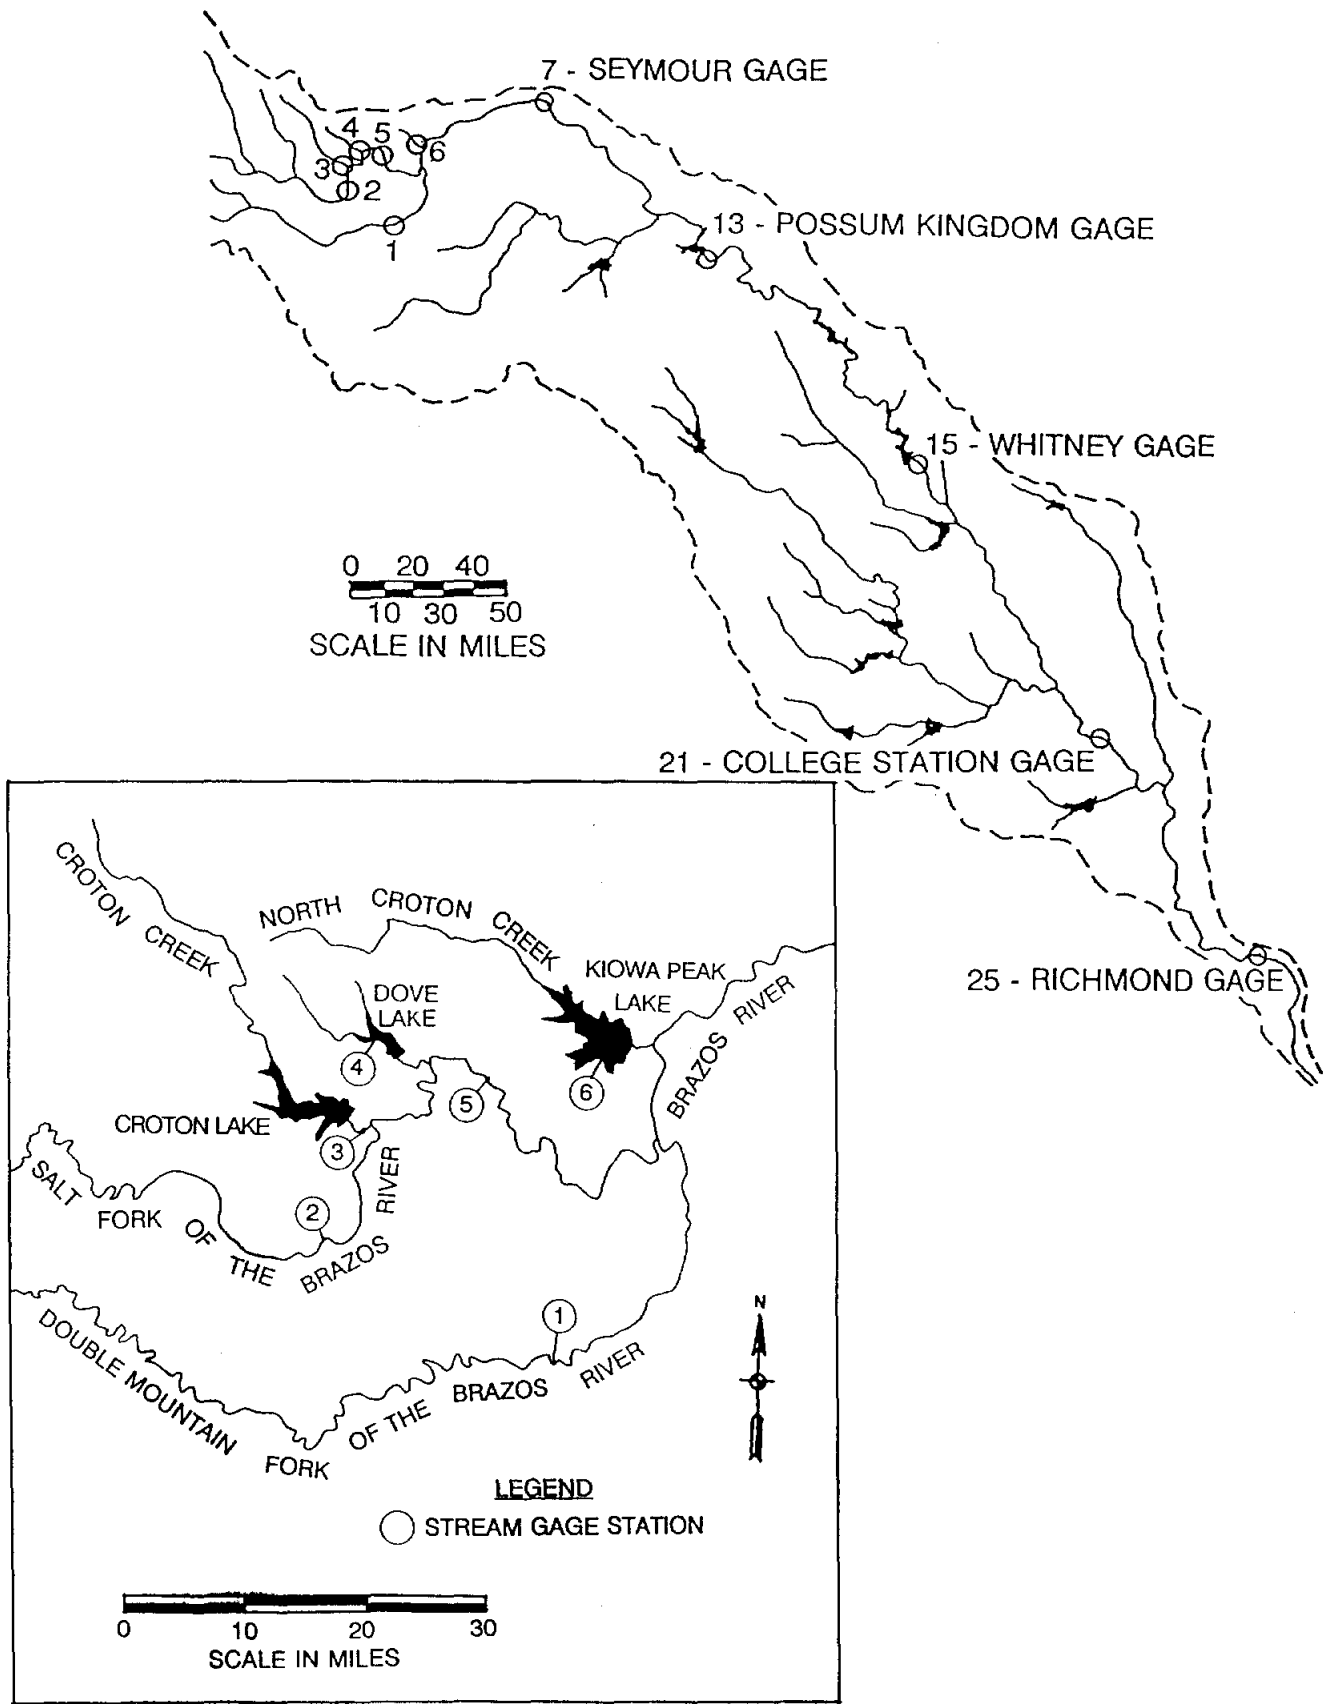 7 - SEYMOUR GAGE
4 5
3 6
2
1
13 - POSSUM KINGDOM GAGE
15 - WHITNEY GAGE
0 20 40
10 30 50
SCALE IN MILES
21 - COLLEGE STATION GAGE
25 - RICHMOND GAGE
CROTON CREEK
NORTH CROTON CREEK
KIOWA PEAK
LAKE
DOVE
LAKE
BRAZOS RIVER
4
5
6
CROTON LAKE
3
2
SALT FORK OF THE BRAZOS RIVER
1
DOUBLE MOUNTAIN FORK OF THE BRAZOS RIVER
N
LEGEND
STREAM GAGE STATION
0 10 20 30
SCALE IN MILES